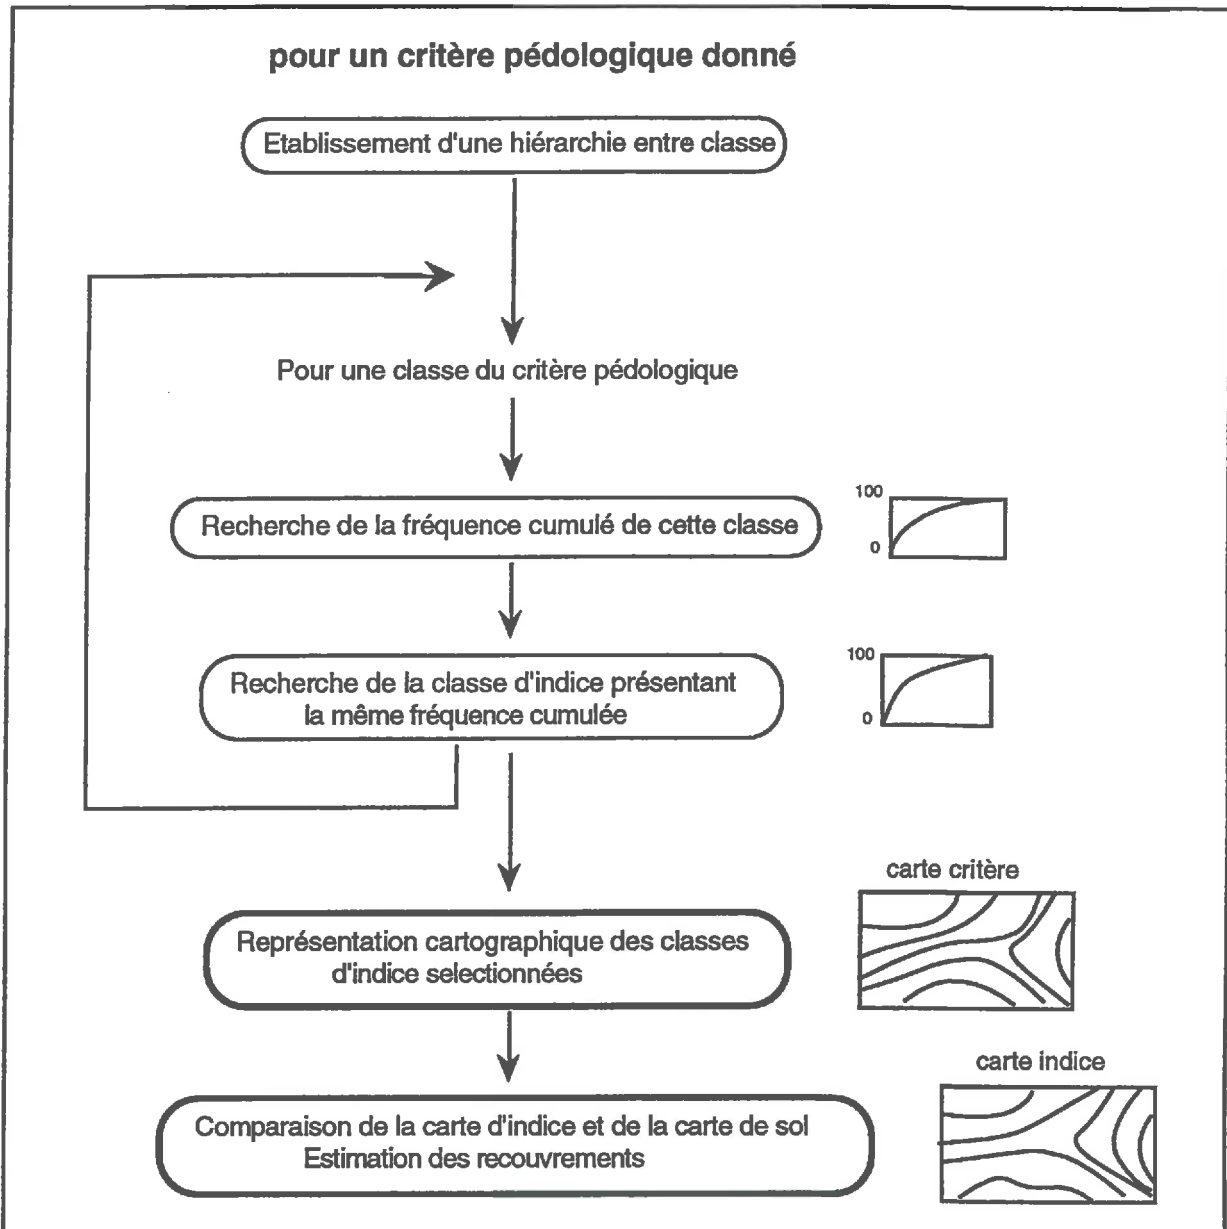 pour un critère pédologique donné
Etablissement d'une hiérarchie entre classe
Pour une classe du critère pédologique
Recherche de la fréquence cumulé de cette classe
100
0
Recherche de la classe d'indice présentant
la même fréquence cumulée
100
0
carte critère
Représentation cartographique des classes
d'indice selectionnées
carte indice
Comparaison de la carte d'indice et de la carte de sol
Estimation des recouvrements